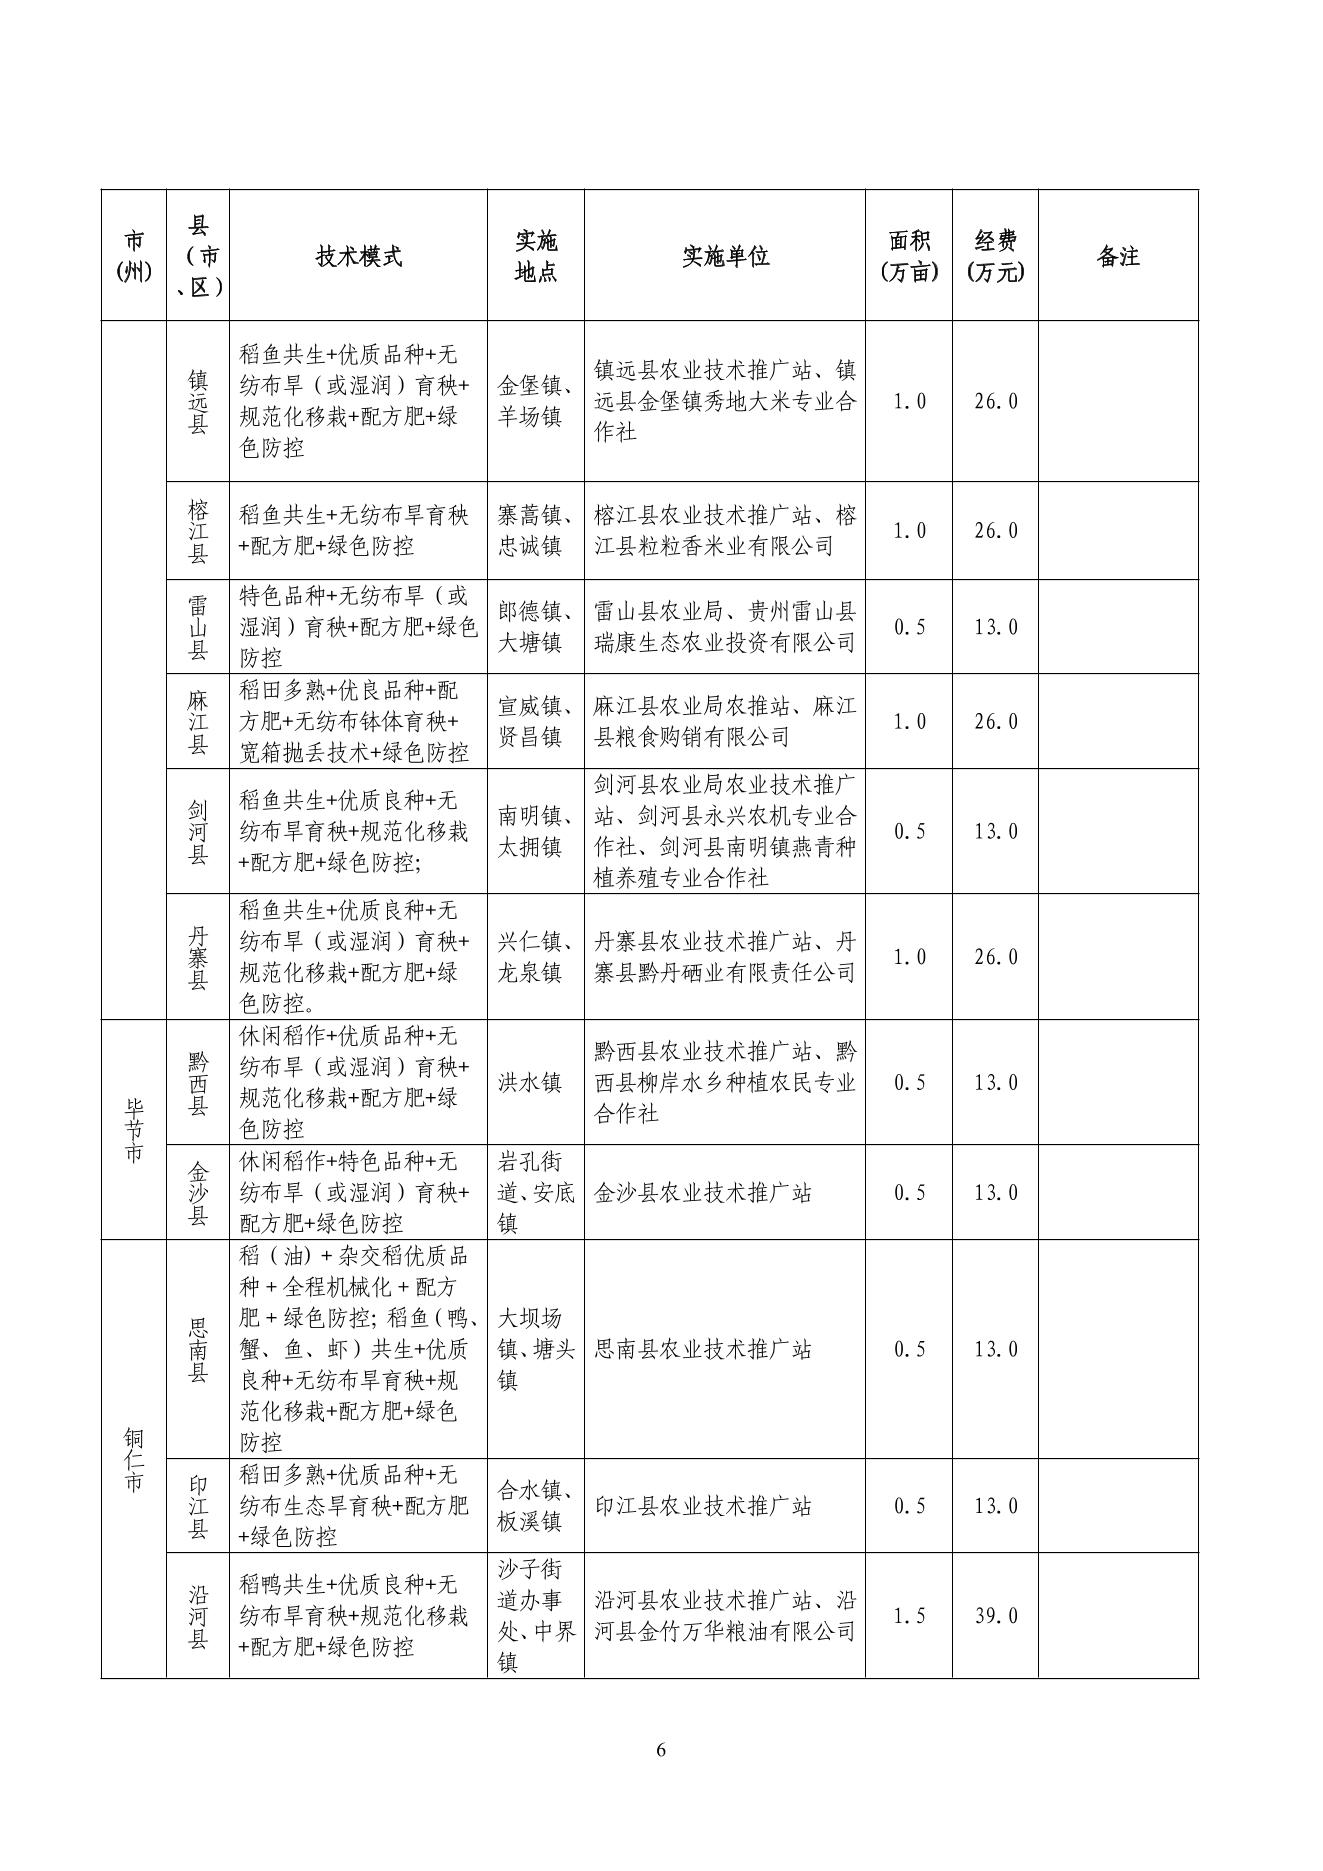 市
(州)
县
（市
、区）
技术模式
实施
地点
实施单位
面积
(万亩)
经费
(万元)
备注
镇远县
稻鱼共生+优质品种+无
纺布旱（或湿润）育秧+
规范化移栽+配方肥+绿
色防控
金堡镇、
羊场镇
镇远县农业技术推广站、镇
远县金堡镇秀地大米专业合
作社
1.0
26.0
榕江县
稻鱼共生+无纺布旱育秧
+配方肥+绿色防控
寨蒿镇、
忠诚镇
榕江县农业技术推广站、榕
江县粒粒香米业有限公司
1.0
26.0
雷山县
特色品种+无纺布旱（或
湿润）育秧+配方肥+绿色
防控
郎德镇、
大塘镇
雷山县农业局、贵州雷山县
瑞康生态农业投资有限公司
0.5
13.0
麻江县
稻田多熟+优良品种+配
方肥+无纺布钵体育秧+
宽箱抛丢技术+绿色防控
宣威镇、
贤昌镇
麻江县农业局农推站、麻江
县粮食购销有限公司
1.0
26.0
剑河县
稻鱼共生+优质良种+无
纺布旱育秧+规范化移栽
+配方肥+绿色防控;
南明镇、
太拥镇
剑河县农业局农业技术推广
站、剑河县永兴农机专业合
作社、剑河县南明镇燕青种
植养殖专业合作社
0.5
13.0
丹寨县
稻鱼共生+优质良种+无
纺布旱（或湿润）育秧+
规范化移栽+配方肥+绿
色防控。
兴仁镇、
龙泉镇
丹寨县农业技术推广站、丹
寨县黔丹硒业有限责任公司
1.0
26.0
毕节市
黔西县
休闲稻作+优质品种+无
纺布旱（或湿润）育秧+
规范化移栽+配方肥+绿
色防控
洪水镇
黔西县农业技术推广站、黔
西县柳岸水乡种植农民专业
合作社
0.5
13.0
金沙县
休闲稻作+特色品种+无
纺布旱（或湿润）育秧+
配方肥+绿色防控
岩孔街
道、安底
镇
金沙县农业技术推广站
0.5
13.0
铜仁市
思南县
稻（油）+ 杂交稻优质品
种 + 全程机械化 + 配方
肥 + 绿色防控; 稻鱼（鸭、
蟹、鱼、虾）共生+优质
良种+无纺布旱育秧+规
范化移栽+配方肥+绿色
防控
大坝场
镇、塘头
镇
思南县农业技术推广站
0.5
13.0
印江县
稻田多熟+优质品种+无
纺布生态旱育秧+配方肥
+绿色防控
合水镇、
板溪镇
印江县农业技术推广站
0.5
13.0
沿河县
稻鸭共生+优质良种+无
纺布旱育秧+规范化移栽
+配方肥+绿色防控
沙子街
道办事
处、中界
镇
沿河县农业技术推广站、沿
河县金竹万华粮油有限公司
1.5
39.0
6